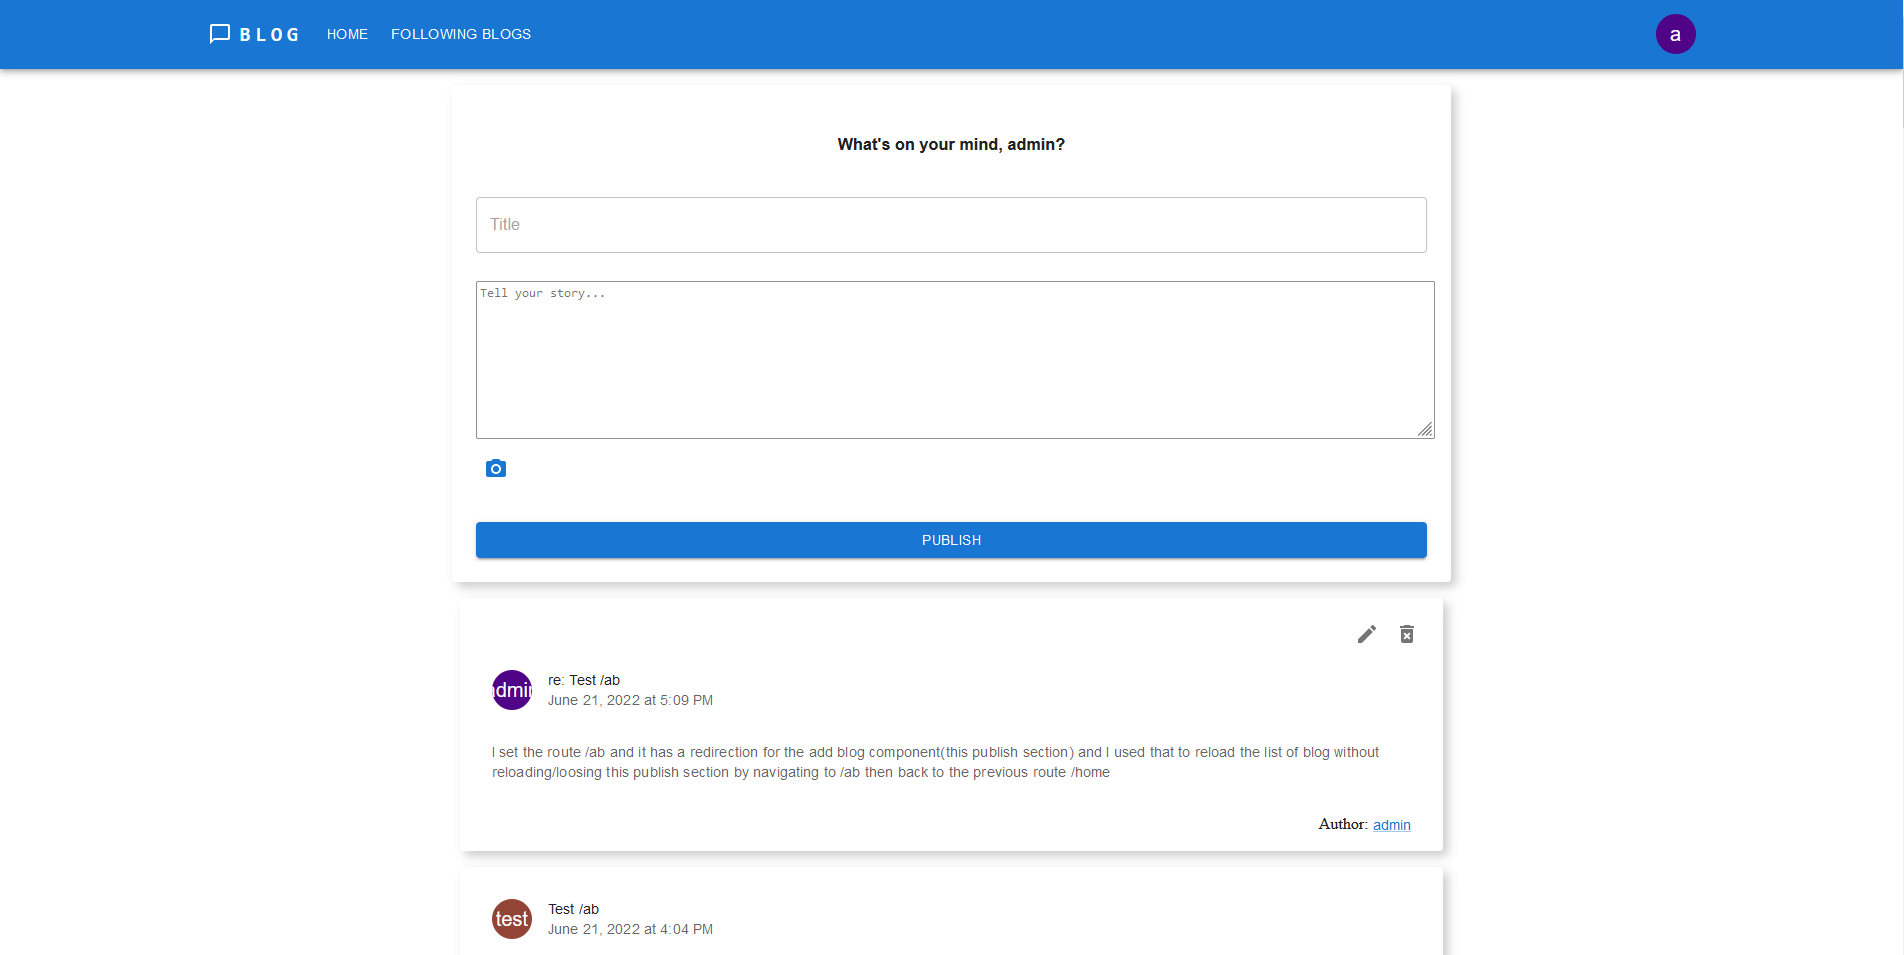 BLOG HOME FOLLOWING BLOGS a
What's on your mind, admin?
Title
Tell your story...
PUBLISH
admin
re: Test /ab
June 21, 2022 at 5:09 PM
I set the route /ab and it has a redirection for the add blog component(this publish section) and I used that to reload the list of blog without
reloading/loosing this publish section by navigating to /ab then back to the previous route /home
Author: admin
test
Test /ab
June 21, 2022 at 4:04 PM